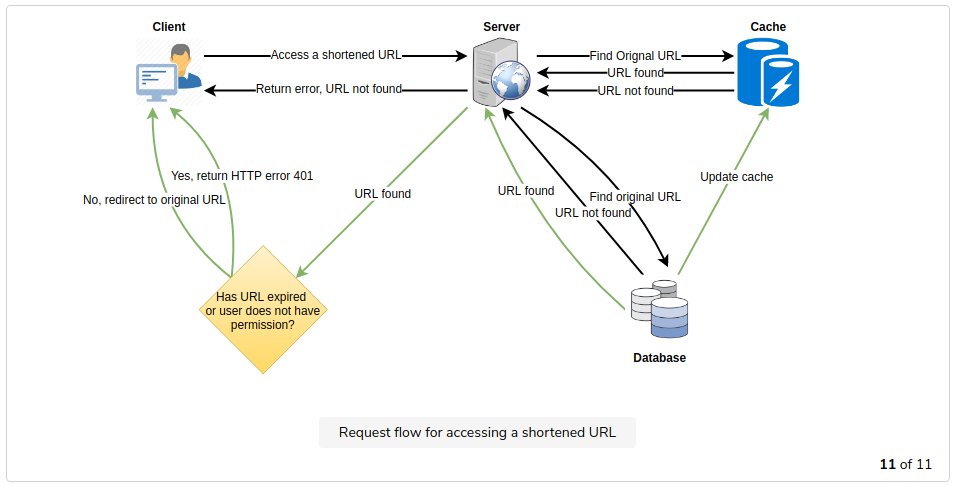 Client
Server
Cache
Access a shortened URL
Find Orignal URL
URL found
Return error, URL not found
URL not found
Yes, return HTTP error 401
No, redirect to original URL
URL found
URL found
Find original URL
URL not found
Update cache
Has URL expired
or user does not have
permission?
Database
Request flow for accessing a shortened URL
11 of 11